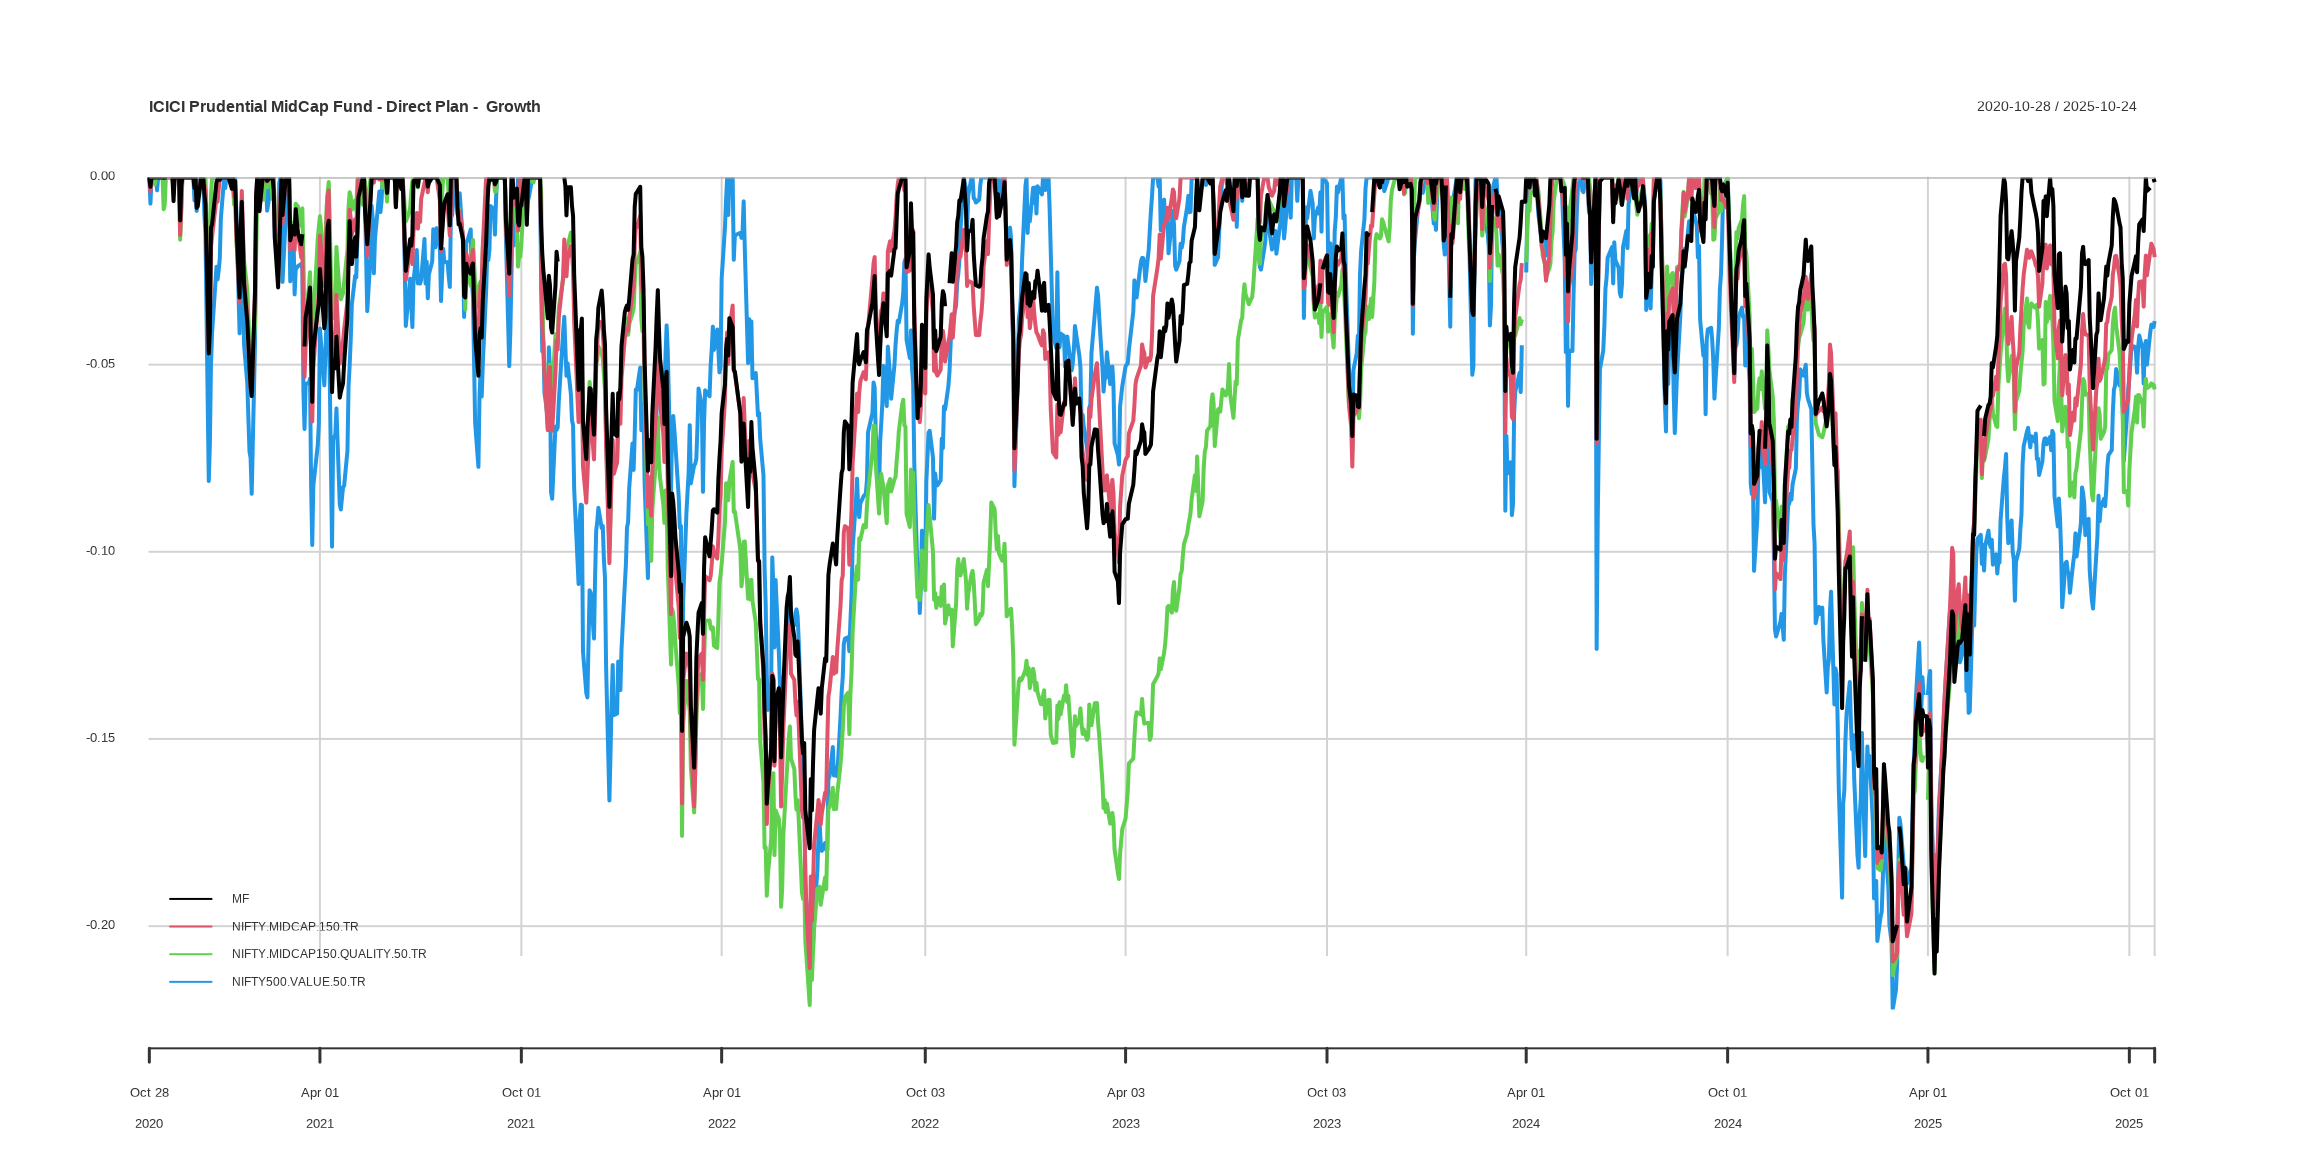 ICICI Prudential MidCap Fund - Direct Plan -  Growth
2020-10-28 / 2025-10-24
0.00
-0.05
-0.10
-0.15
-0.20
MF
NIFTY.MIDCAP.150.TR
NIFTY.MIDCAP150.QUALITY.50.TR
NIFTY500.VALUE.50.TR
Oct 28 Apr 01 Oct 01 Apr 01 Oct 03 Apr 03 Oct 03 Apr 01 Oct 01 Apr 01 Oct 01
2020 2021 2021 2022 2022 2023 2023 2024 2024 2025 2025